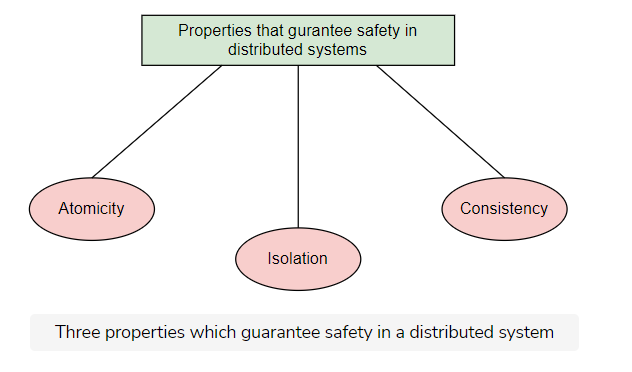 Properties that gurantee safety in
distributed systems
Atomicity
Consistency
Isolation
Three properties which guarantee safety in a distributed system